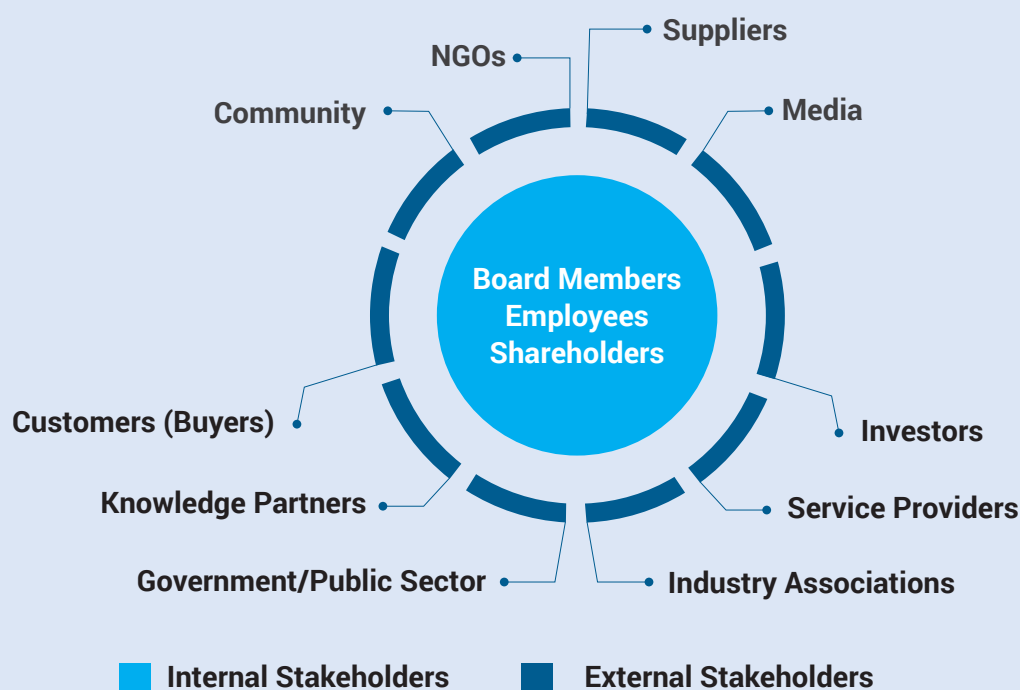 Suppliers
NGOs
Media
Community
Board Members
Employees
Shareholders
Customers (Buyers)
Investors
Knowledge Partners
Service Providers
Government/Public Sector
Industry Associations
Internal Stakeholders
External Stakeholders